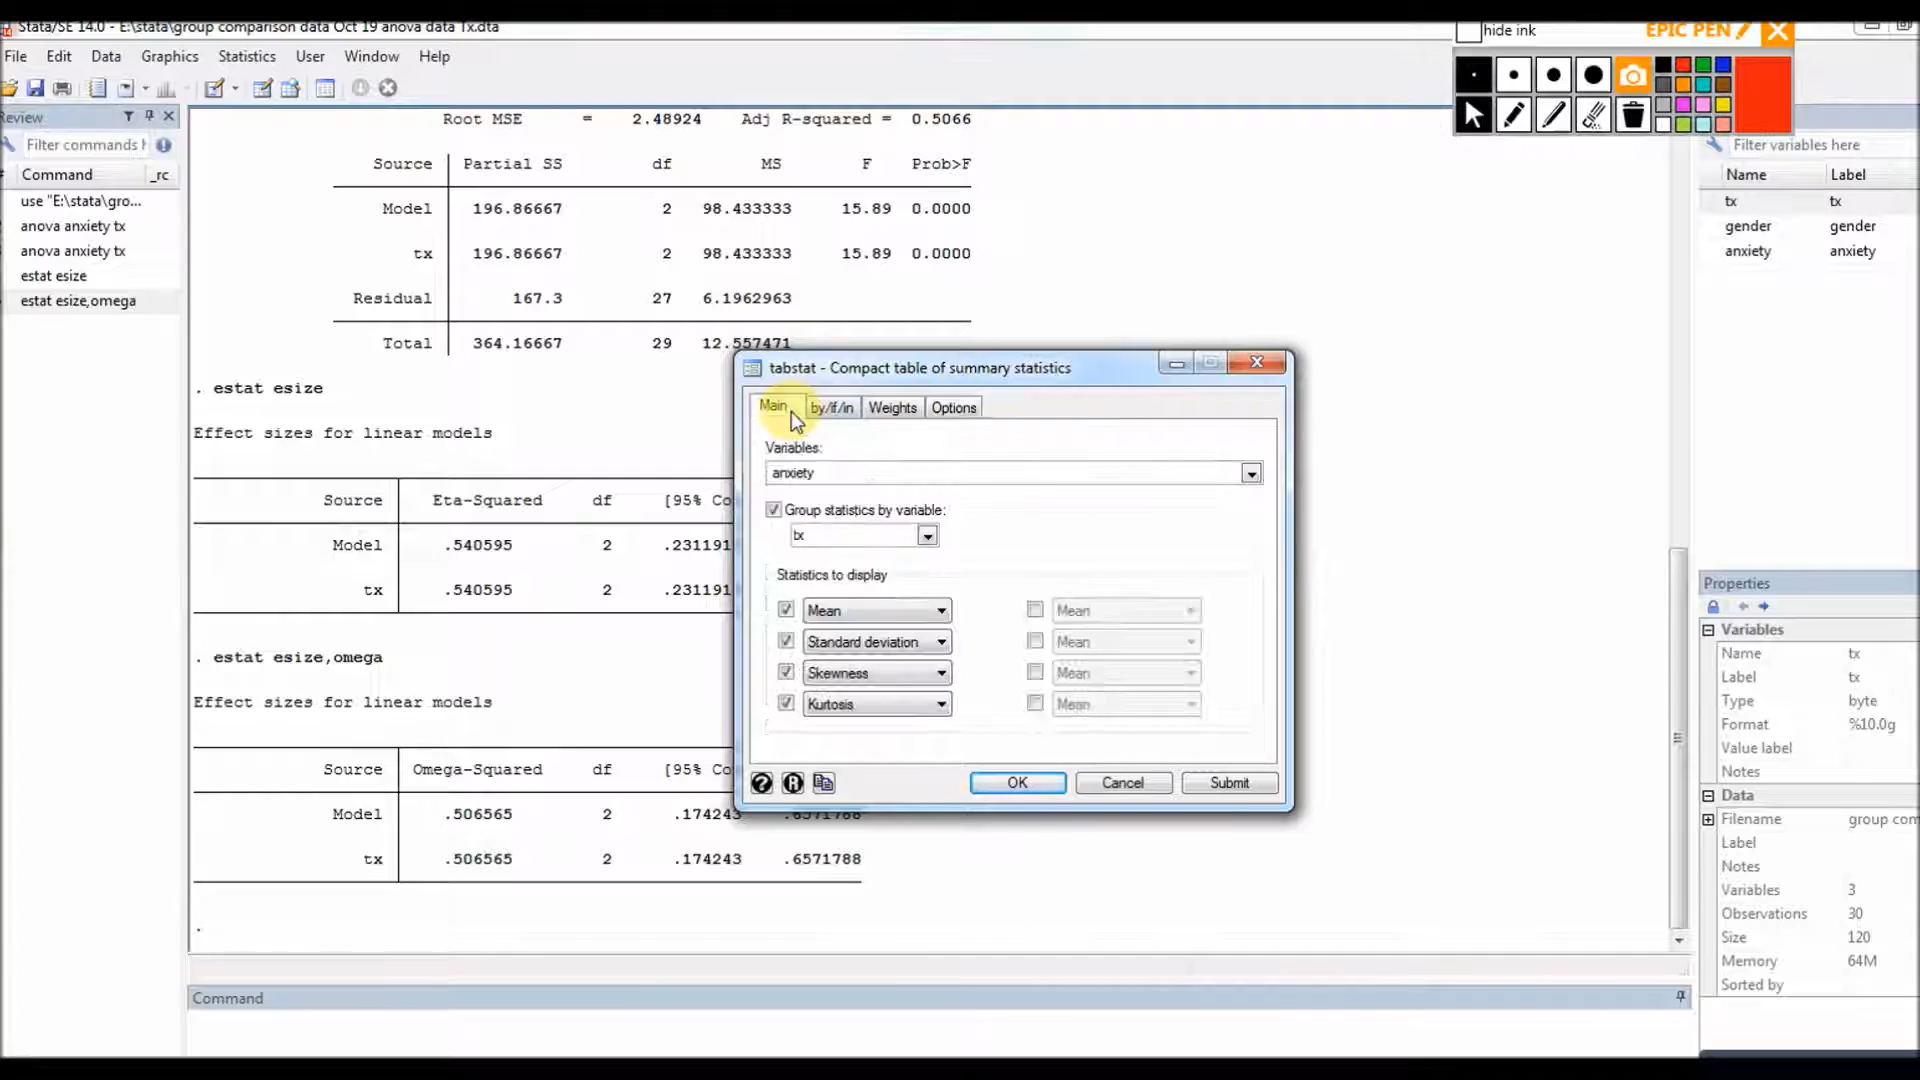 Stata/SE 14.0 - E:\stata\group comparison data Oct 19 anova data Tx.dta
hide ink
EPIC PEN
File Edit Data Graphics Statistics User Window Help
Review
Filter commands h
Command _rc
use "E:\stata\gro...
anova anxiety tx
anova anxiety tx
estat esize
estat esize,omega
Root MSE = 2.48924 Adj R-squared = 0.5066
Source Partial SS df MS F Prob>F
Model 196.86667 2 98.433333 15.89 0.0000
tx 196.86667 2 98.433333 15.89 0.0000
Residual 167.3 27 6.1962963
Total 364.16667 29 12.557471
. estat esize
Effect sizes for linear models
Source Eta-Squared df [95% Co
Model .540595 2 .231191
tx .540595 2 .231191
. estat esize,omega
Effect sizes for linear models
Source Omega-Squared df [95% Co
Model .506565 2 .174243 .6571788
tx .506565 2 .174243 .6571788
.
tabstat - Compact table of summary statistics
Main by/if/in Weights Options
Variables:
anxiety
Group statistics by variable:
tx
Statistics to display
Mean Mean
Standard deviation Mean
Skewness Mean
Kurtosis Mean
OK Cancel Submit
Command
Filter variables here
Name Label
tx tx
gender gender
anxiety anxiety
Properties
Variables
Name tx
Label tx
Type byte
Format %10.0g
Value label
Notes
Data
Filename group com
Label
Notes
Variables 3
Observations 30
Size 120
Memory 64M
Sorted by